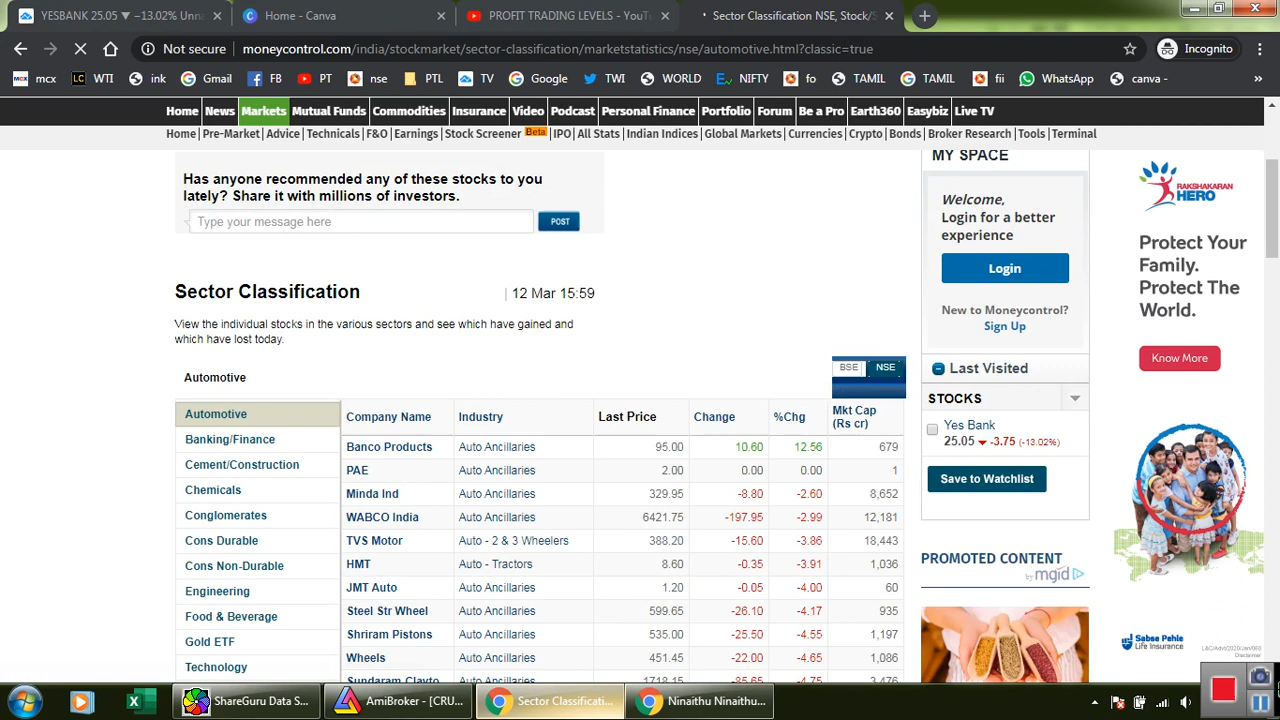 YESBANK 25.05 ▼ −13.02% Unna
Home - Canva
PROFIT TRADING LEVELS - YouT
Sector Classification NSE, Stock/S
Not secure
moneycontrol.com/india/stockmarket/sector-classification/marketstatistics/nse/automotive.html?classic=true
Incognito
mcx WTI ink Gmail FB PT nse PTL TV Google TWI WORLD NIFTY fo TAMIL TAMIL fii WhatsApp canva - »
Home News Markets Mutual Funds Commodities Insurance Video Podcast Personal Finance Portfolio Forum Be a Pro Earth360 Easybiz Live TV
Home | Pre-Market | Advice | Technicals | F&O | Earnings | Stock Screener Beta | IPO | All Stats | Indian Indices | Global Markets | Currencies | Crypto | Bonds | Broker Research | Tools | Terminal
Has anyone recommended any of these stocks to you
lately? Share it with millions of investors.
Type your message here
POST
Sector Classification
| 12 Mar 15:59
View the individual stocks in the various sectors and see which have gained and
which have lost today.
Automotive
BSE NSE
Automotive
Banking/Finance
Cement/Construction
Chemicals
Conglomerates
Cons Durable
Cons Non-Durable
Engineering
Food & Beverage
Gold ETF
Technology
Company Name Industry Last Price Change %Chg Mkt Cap
(Rs cr)
Banco Products Auto Ancillaries 95.00 10.60 12.56 679
PAE Auto Ancillaries 2.00 0.00 0.00 1
Minda Ind Auto Ancillaries 329.95 -8.80 -2.60 8,652
WABCO India Auto Ancillaries 6421.75 -197.95 -2.99 12,181
TVS Motor Auto - 2 & 3 Wheelers 388.20 -15.60 -3.86 18,443
HMT Auto - Tractors 8.60 -0.35 -3.91 1,036
JMT Auto Auto Ancillaries 1.20 -0.05 -4.00 60
Steel Str Wheel Auto Ancillaries 599.65 -26.10 -4.17 935
Shriram Pistons Auto Ancillaries 535.00 -25.50 -4.55 1,197
Wheels Auto Ancillaries 451.45 -22.00 -4.65 1,086
Sundaram Clayto Auto Ancillaries 1718.15 -85.65 -4.75 3,476
MY SPACE
Welcome,
Login for a better
experience
Login
New to Moneycontrol?
Sign Up
Last Visited
STOCKS
Yes Bank
25.05 ▼ -3.75 (-13.02%)
Save to Watchlist
PROMOTED CONTENT
by mgid
RAKSHAKARAN
HERO
Protect Your
Family.
Protect The
World.
Know More
Sabse Pehle
Life Insurance
Disclaimer
ShareGuru Data S...
AmiBroker - [CRU...
Sector Classificati...
Ninaithu Ninaithu...